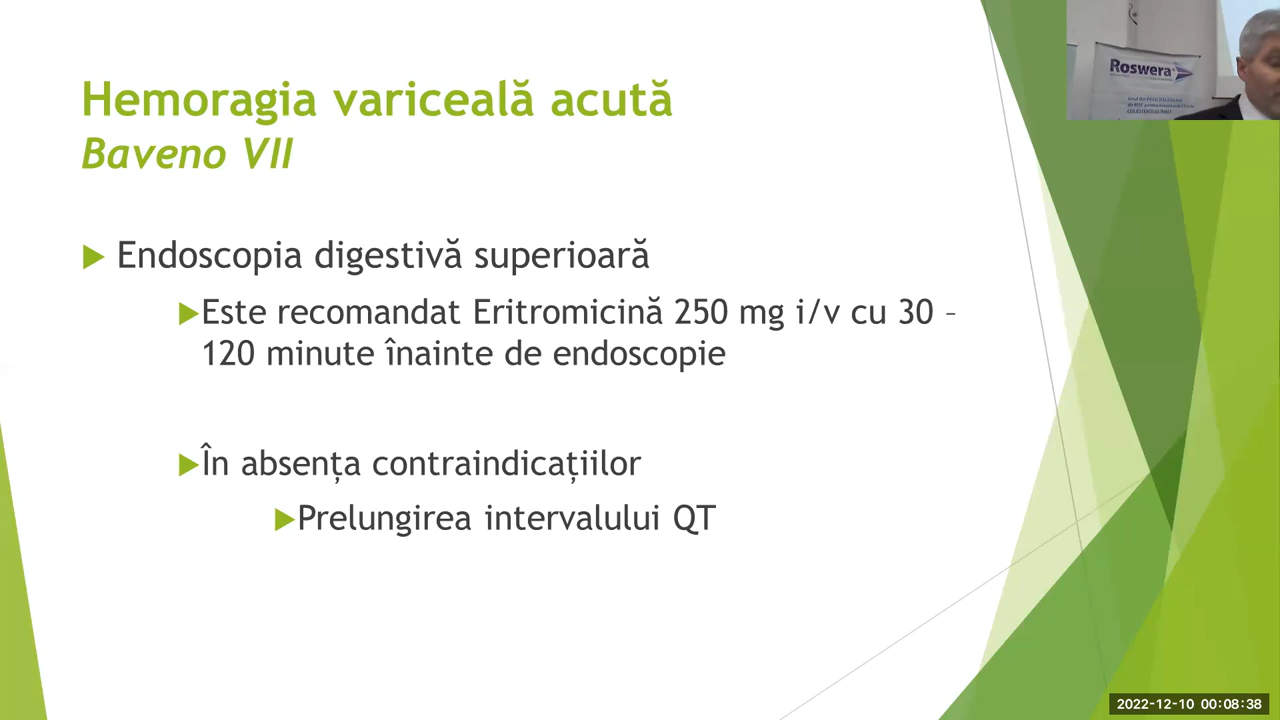 Hemoragia variceală acută
Baveno VII
Endoscopia digestivă superioară
Este recomandat Eritromicină 250 mg i/v cu 30 –
120 minute înainte de endoscopie
În absența contraindicațiilor
Prelungirea intervalului QT
Roswera
2022-12-10 00:08:38